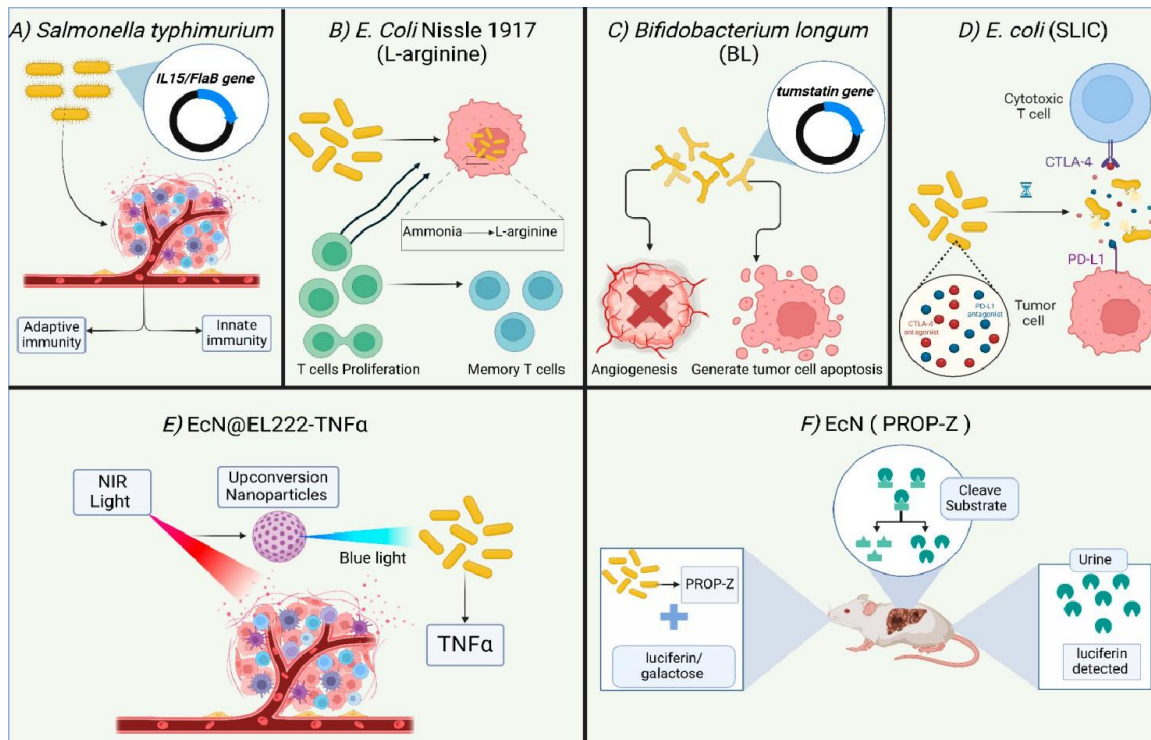 A) Salmonella typhimurium
IL15/FlaB gene
Adaptive
immunity
Innate
immunity
B) E. Coli Nissle 1917
(L-arginine)
Ammonia
L-arginine
T cells Proliferation
Memory T cells
C) Bifidobacterium longum
(BL)
tumstatin gene
Angiogenesis
Generate tumor cell apoptosis
D) E. coli (SLIC)
Cytotoxic
T cell
CTLA-4
PD-L1
PD-L1
antagonist
CTLA-4
antagonist
Tumor
cell
E) EcN@EL222-TNFα
NIR
Light
Upconversion
Nanoparticles
Blue light
TNFα
F) EcN ( PROP-Z )
Cleave
Substrate
PROP-Z
luciferin/
galactose
Urine
luciferin
detected